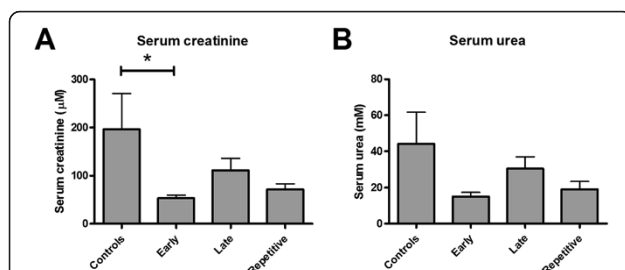 A
Serum creatinine
*
Serum creatinine
(µM)
300
200
100
0
Controls
Early
Late
Repetitive
B
Serum urea
Serum urea (mM)
80
60
40
20
0
Controls
Early
Late
Repetitive